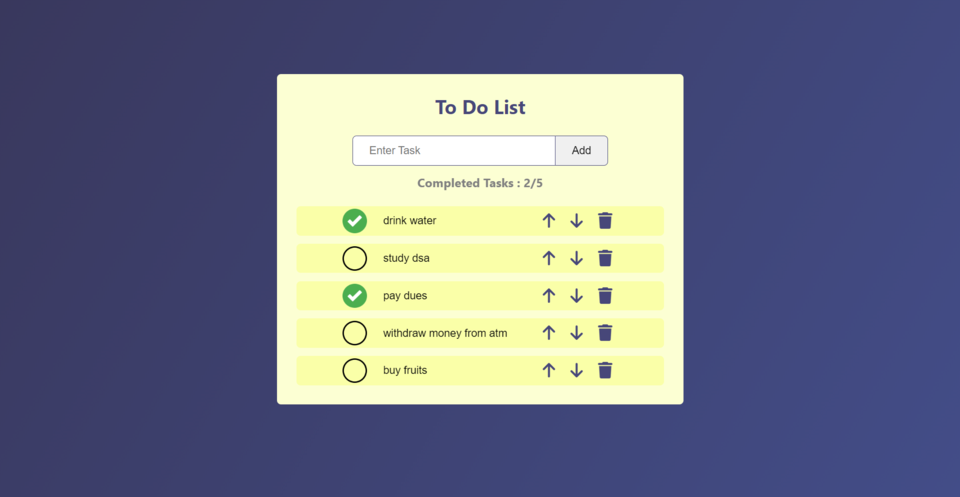 To Do List
Enter Task Add
Completed Tasks : 2/5
drink water
study dsa
pay dues
withdraw money from atm
buy fruits